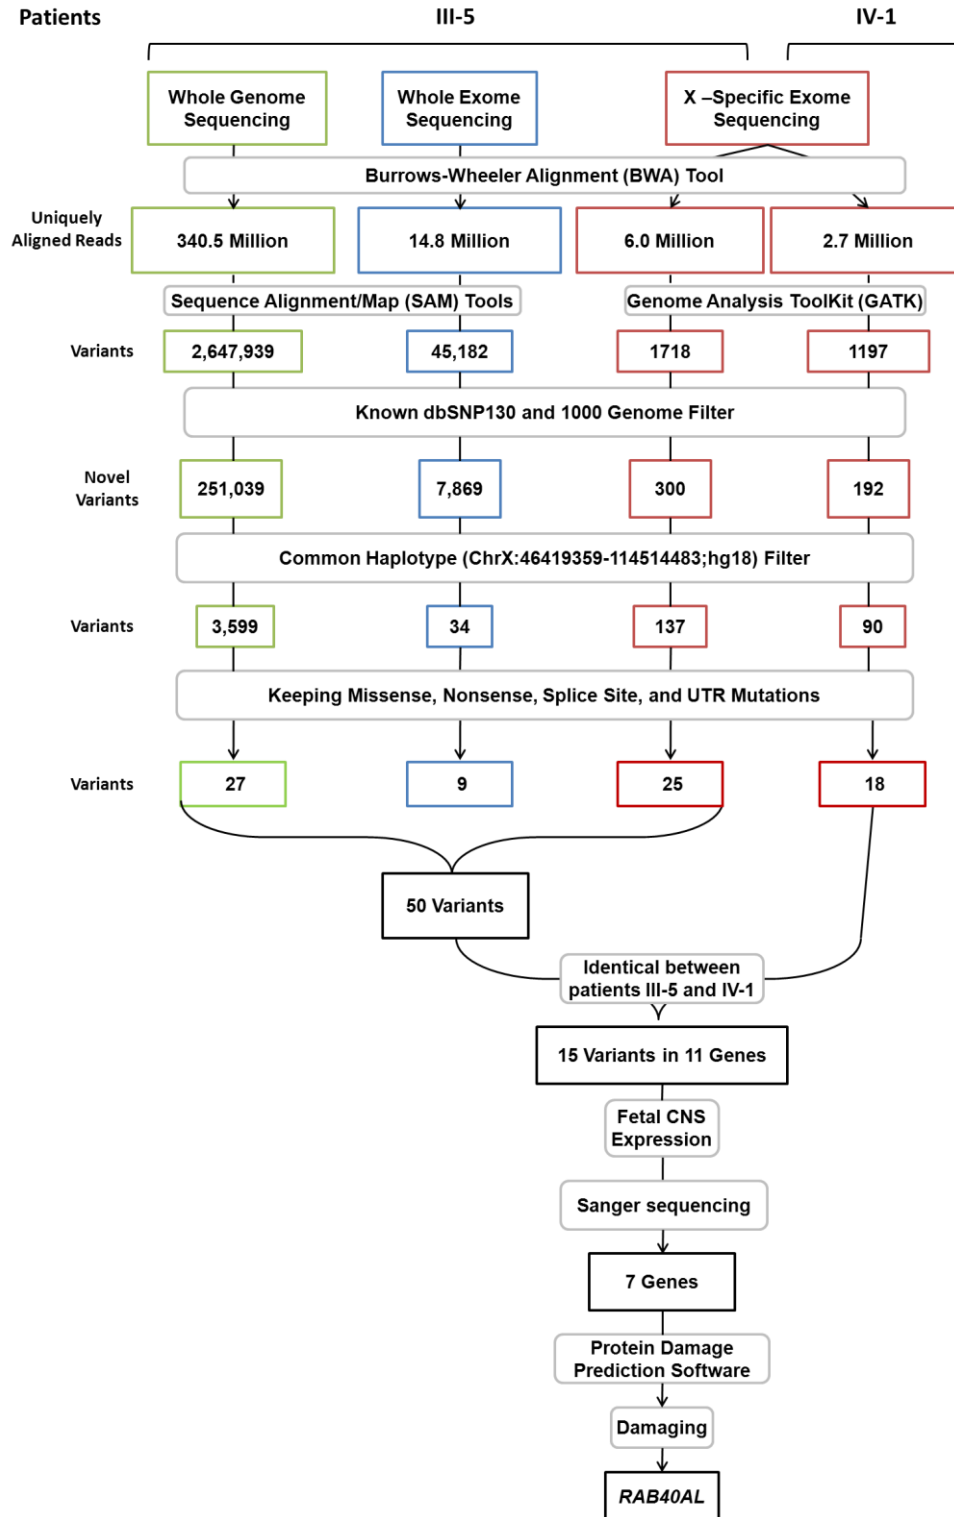 Patients
III-5
IV-1
Whole Genome
Sequencing
Whole Exome
Sequencing
X –Specific Exome
Sequencing
Burrows-Wheeler Alignment (BWA) Tool
Uniquely
Aligned Reads
340.5 Million
14.8 Million
6.0 Million
2.7 Million
Sequence Alignment/Map (SAM) Tools
Genome Analysis ToolKit (GATK)
Variants
2,647,939
45,182
1718
1197
Known dbSNP130 and 1000 Genome Filter
Novel
Variants
251,039
7,869
300
192
Common Haplotype (ChrX:46419359-114514483;hg18) Filter
Variants
3,599
34
137
90
Keeping Missense, Nonsense, Splice Site, and UTR Mutations
Variants
27
9
25
18
50 Variants
Identical between
patients III-5 and IV-1
15 Variants in 11 Genes
Fetal CNS
Expression
Sanger sequencing
7 Genes
Protein Damage
Prediction Software
Damaging
RAB40AL